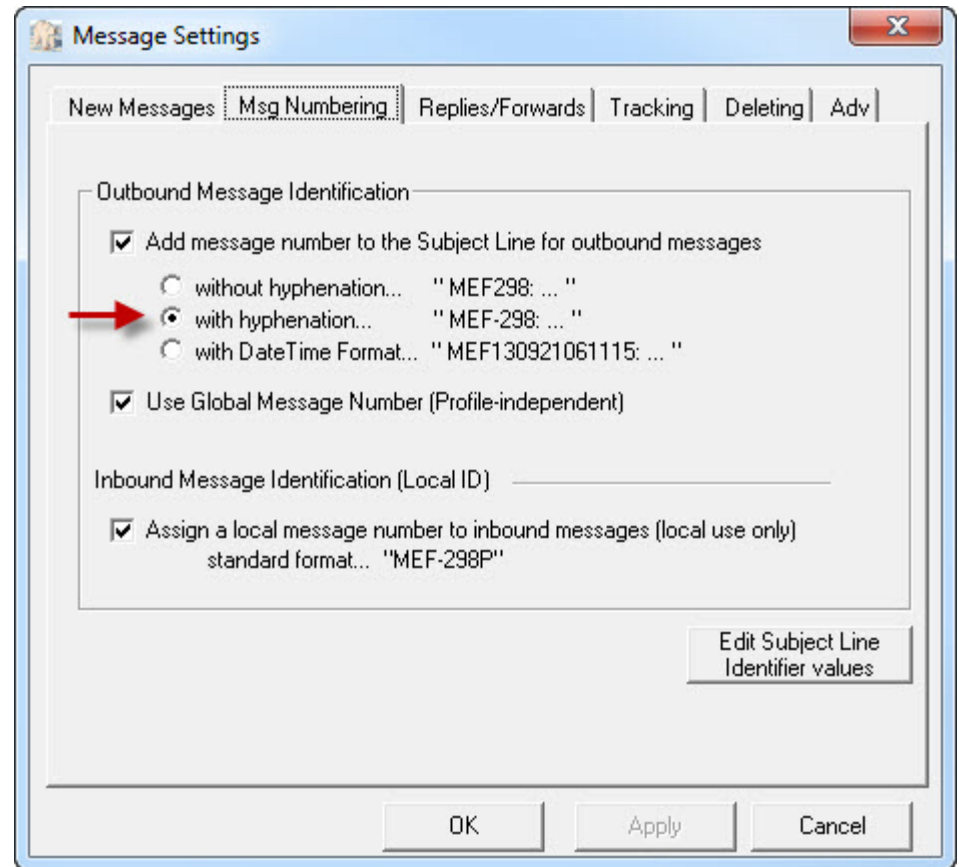 Message Settings
New Messages Msg Numbering Replies/Forwards Tracking Deleting Adv
Outbound Message Identification
Add message number to the Subject Line for outbound messages
without hyphenation... " MEF298: ... "
with hyphenation... " MEF-298: ... "
with DateTime Format... " MEF130921061115: ... "
Use Global Message Number (Profile-independent)
Inbound Message Identification (Local ID)
Assign a local message number to inbound messages (local use only)
standard format... "MEF-298P"
Edit Subject Line
Identifier values
OK Apply Cancel